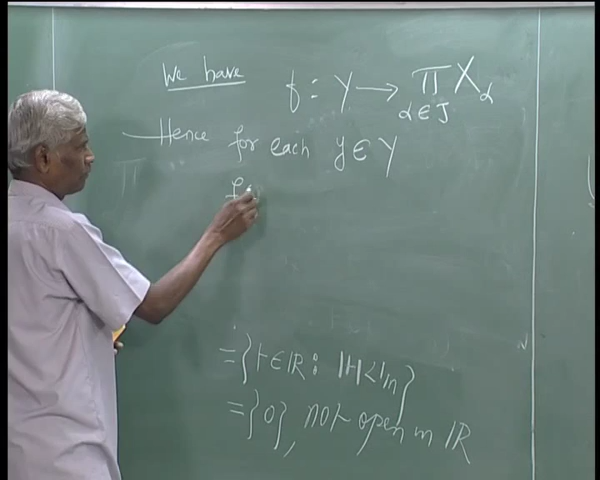 We have f : Y → Π X_α
α ∈ J
Hence for each y ∈ Y
f
= {t ∈ ℝ : |t| < 1/n}
= {0}, not open in ℝ